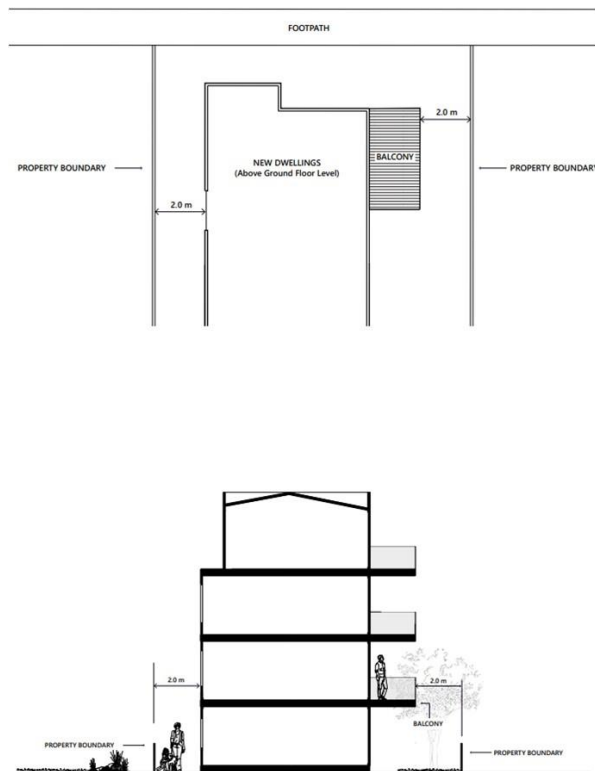 FOOTPATH
2.0 m
NEW DWELLINGS
(Above Ground Floor Level)
BALCONY
PROPERTY BOUNDARY
PROPERTY BOUNDARY
2.0 m
2.0 m
2.0 m
BALCONY
PROPERTY BOUNDARY
PROPERTY BOUNDARY